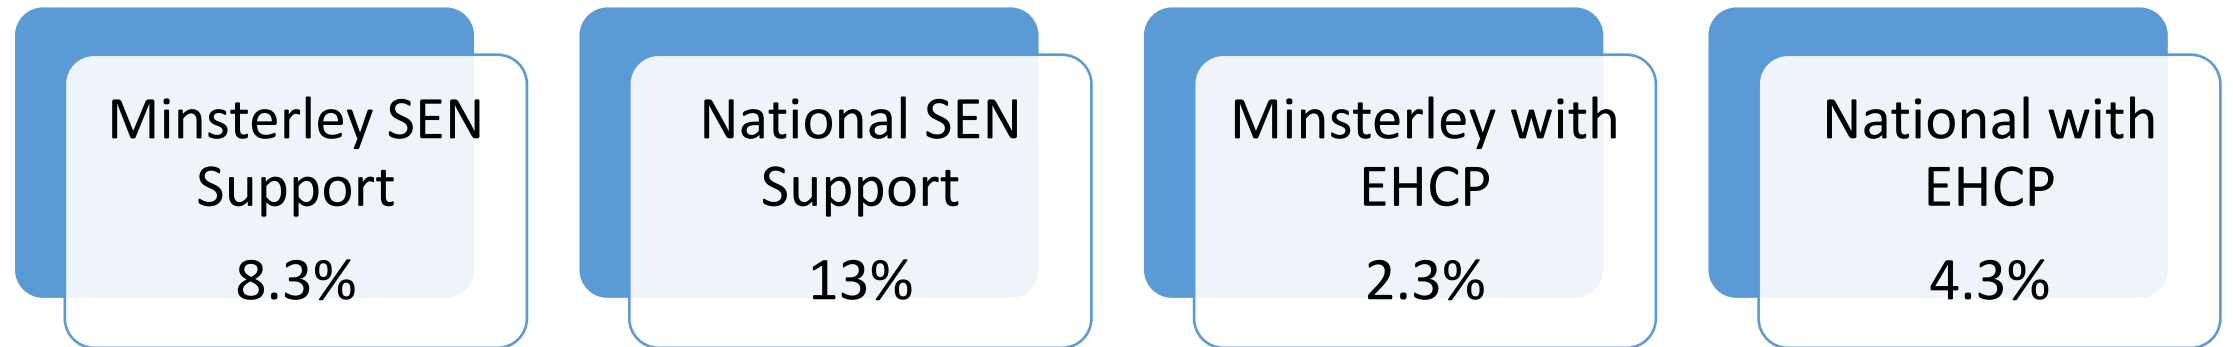 Minsterley SEN
Support
8.3%
National SEN
Support
13%
Minsterley with
EHCP
2.3%
National with
EHCP
4.3%